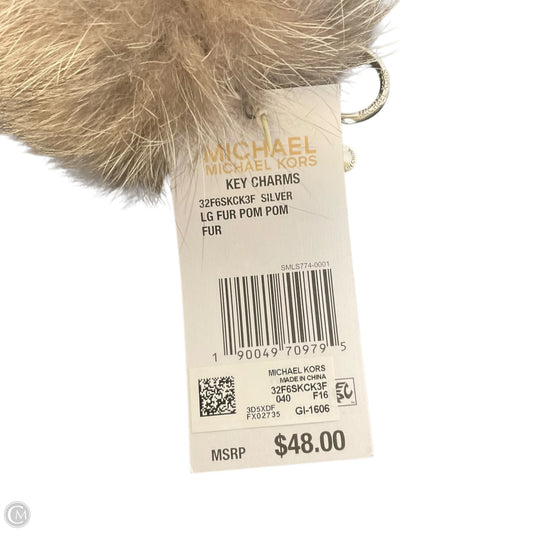 MICHAEL
MICHAEL KORS
KEY CHARMS
32F6SKCK3F SILVER
LG FUR POM POM
FUR
SMLS774-0001
1 90049 70979 5
MICHAEL KORS
MADE IN CHINA
32F6SKCK3F
040 F16
3D5XDF
FX02735 GI-1606
MSRP $48.00
CM